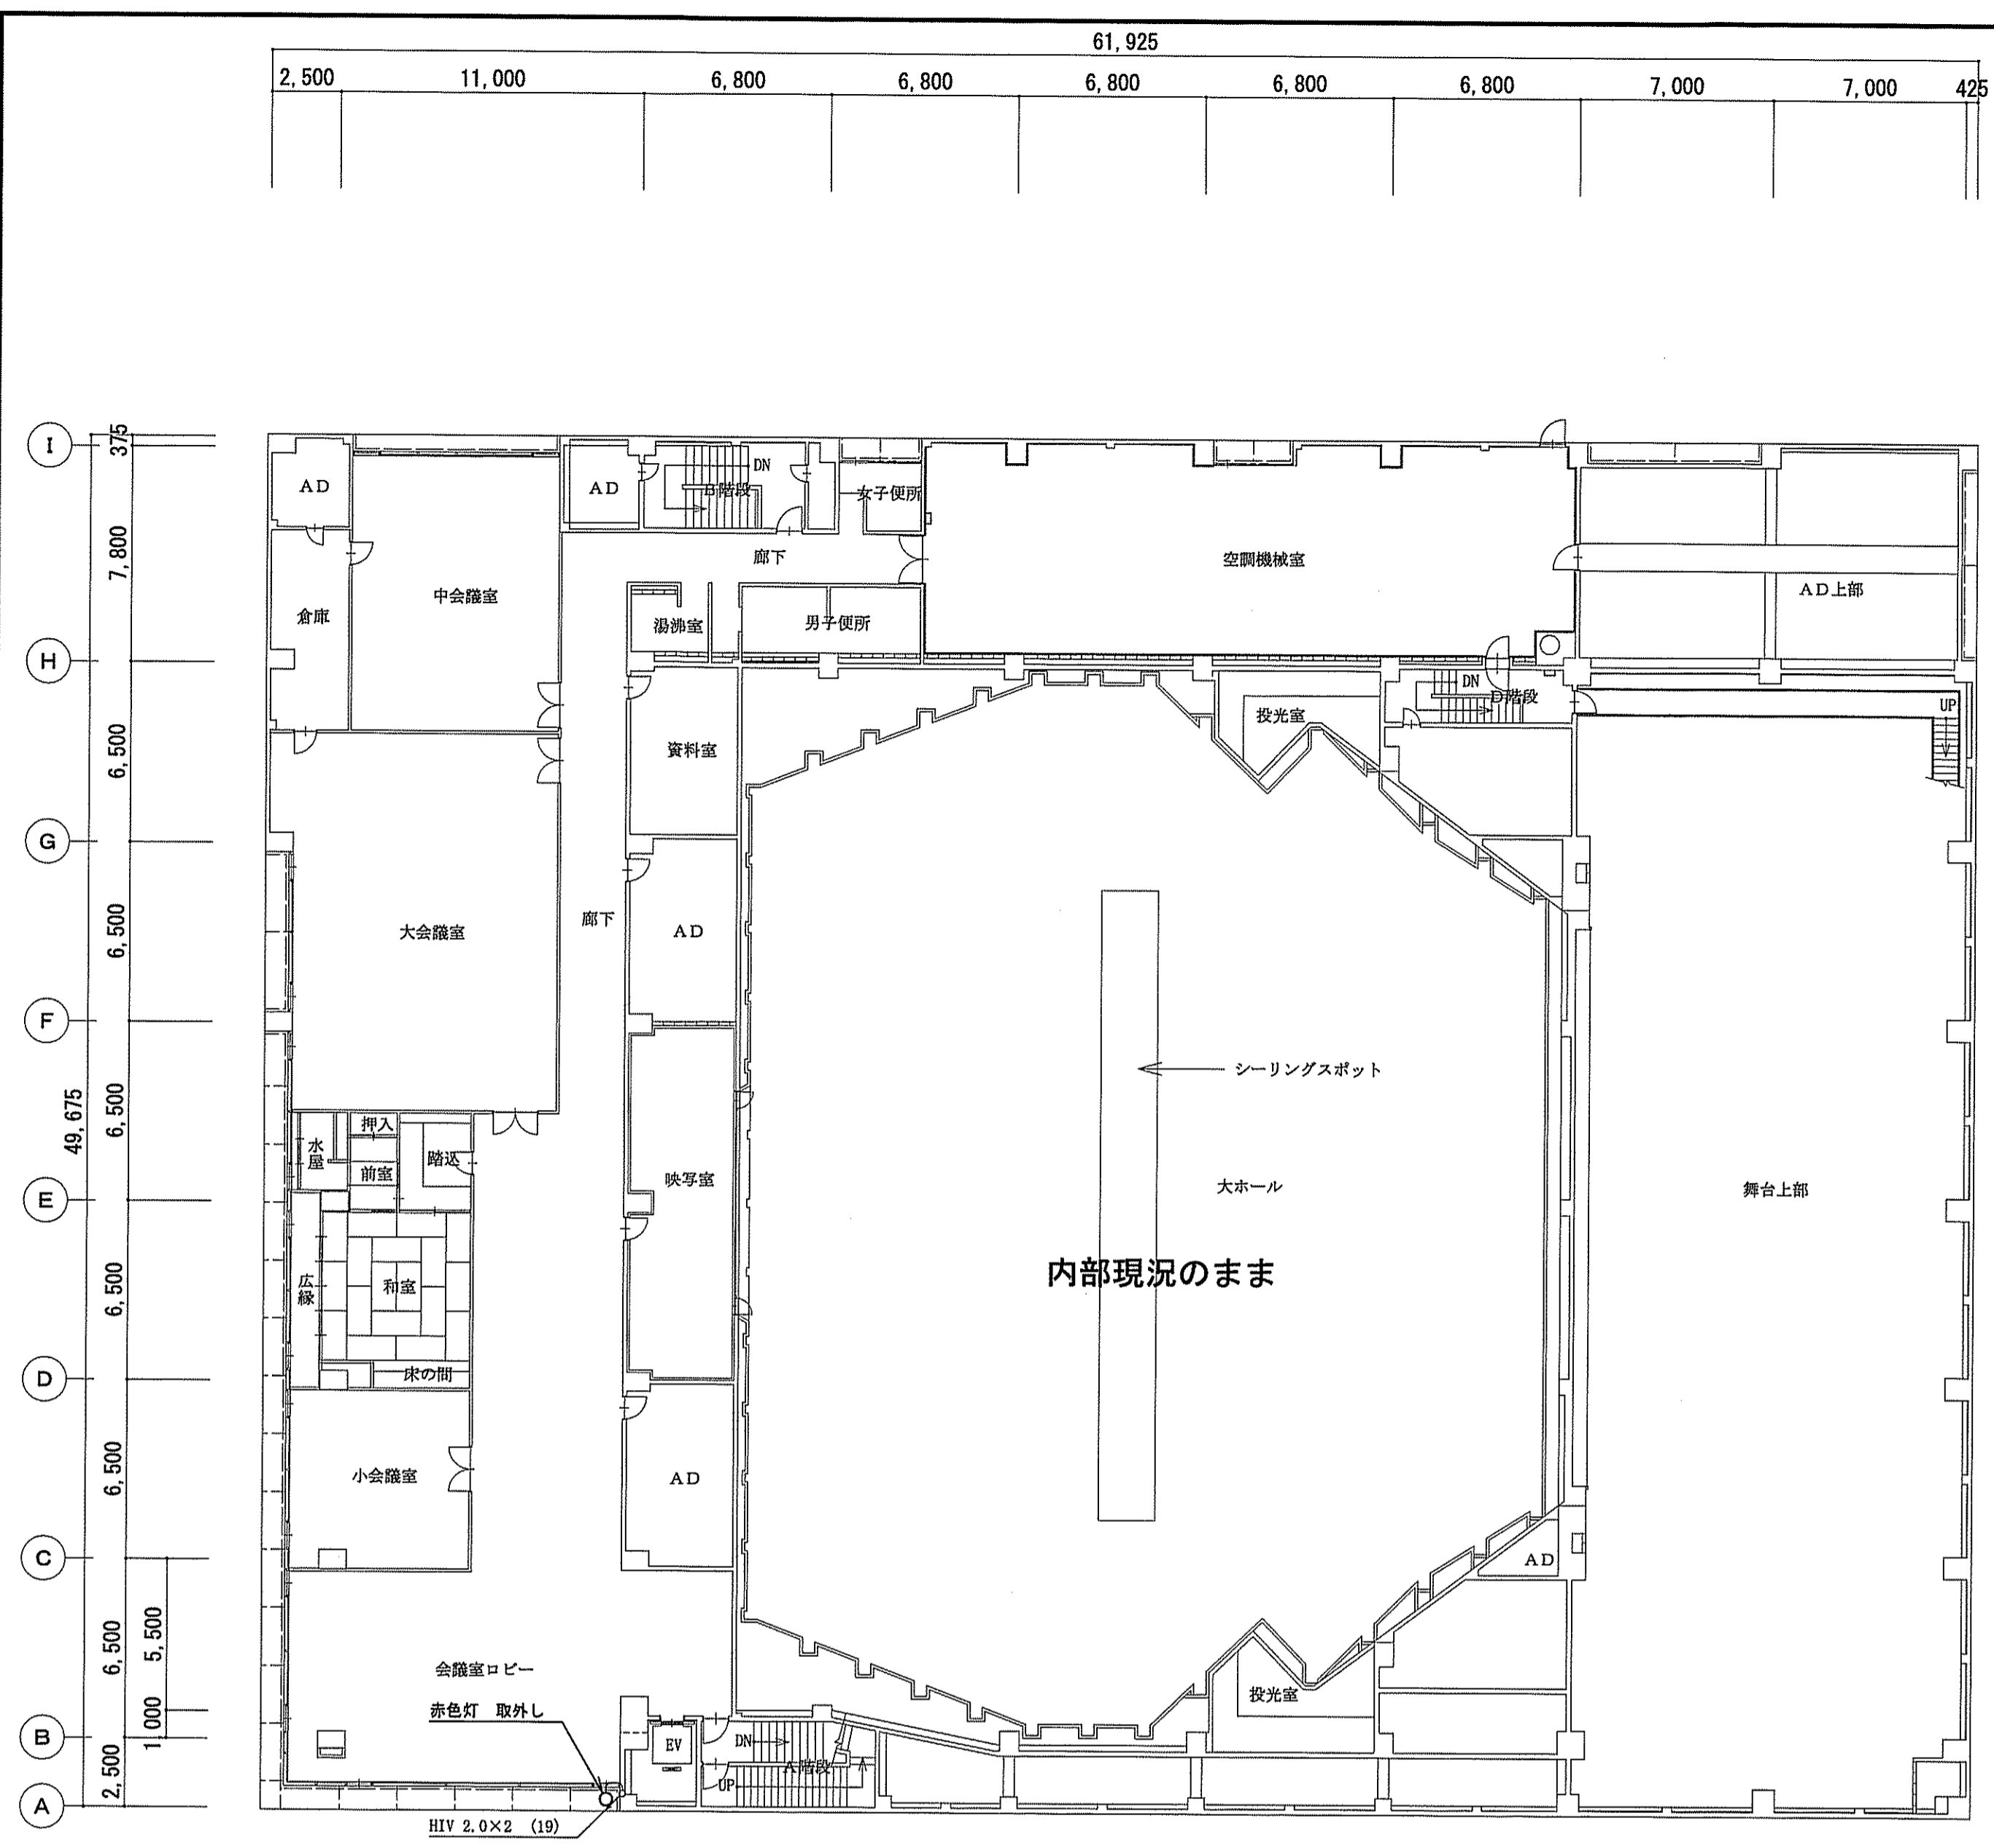 61,925
2,500 11,000 6,800 6,800 6,800 6,800 6,800 7,000 7,000 425
I
375
AD
AD
DN
B階段
女子便所
7,800
廊下
空調機械室
中会議室
AD上部
倉庫
湯沸室
男子便所
H
DN
D階段
UP
投光室
6,500
資料室
G
6,500
大会議室
廊下
AD
F
シーリングスポット
49,675
6,500
押入
水屋
前室
踏込
映写室
大ホール
舞台上部
E
内部現況のまま
6,500
広縁
和室
床の間
D
6,500
小会議室
AD
C
AD
6,500
5,500
会議室ロビー
投光室
赤色灯 取外し
1,000
B
EV
DN
A階段
UP
2,500
A
HIV 2.0×2 (19)